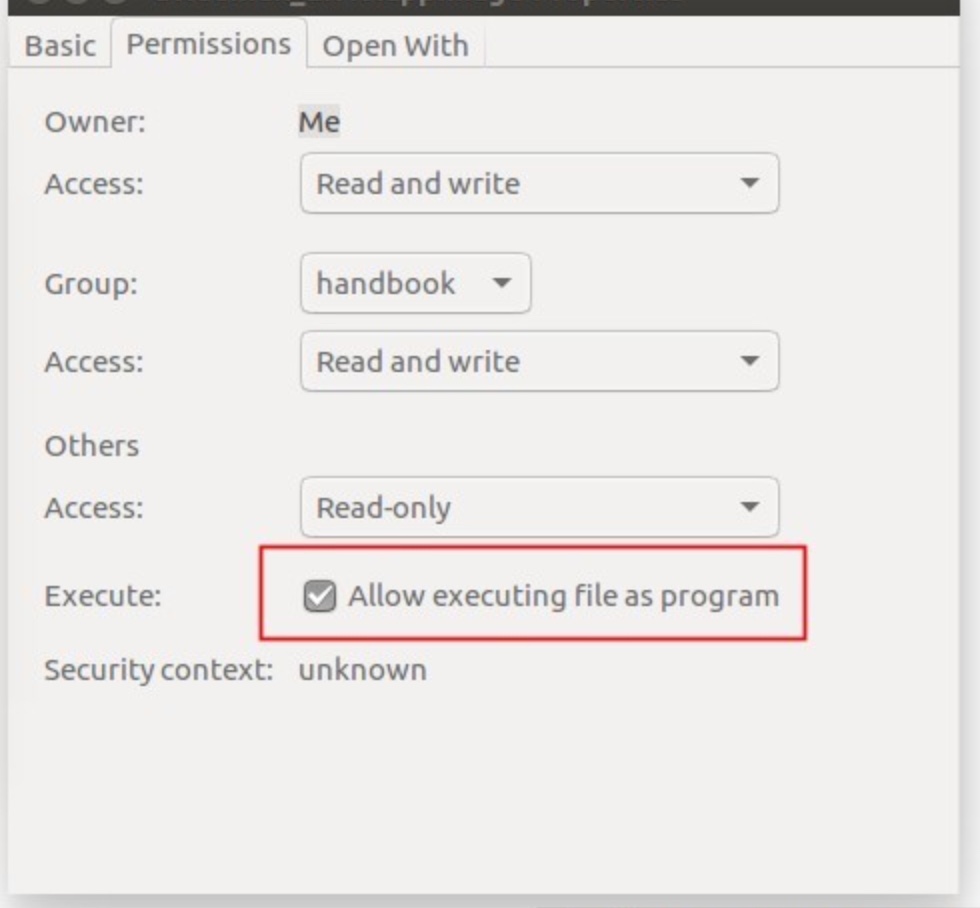 Basic Permissions Open With
Owner: Me
Access: Read and write
Group: handbook
Access: Read and write
Others
Access: Read-only
Execute: Allow executing file as program
Security context: unknown